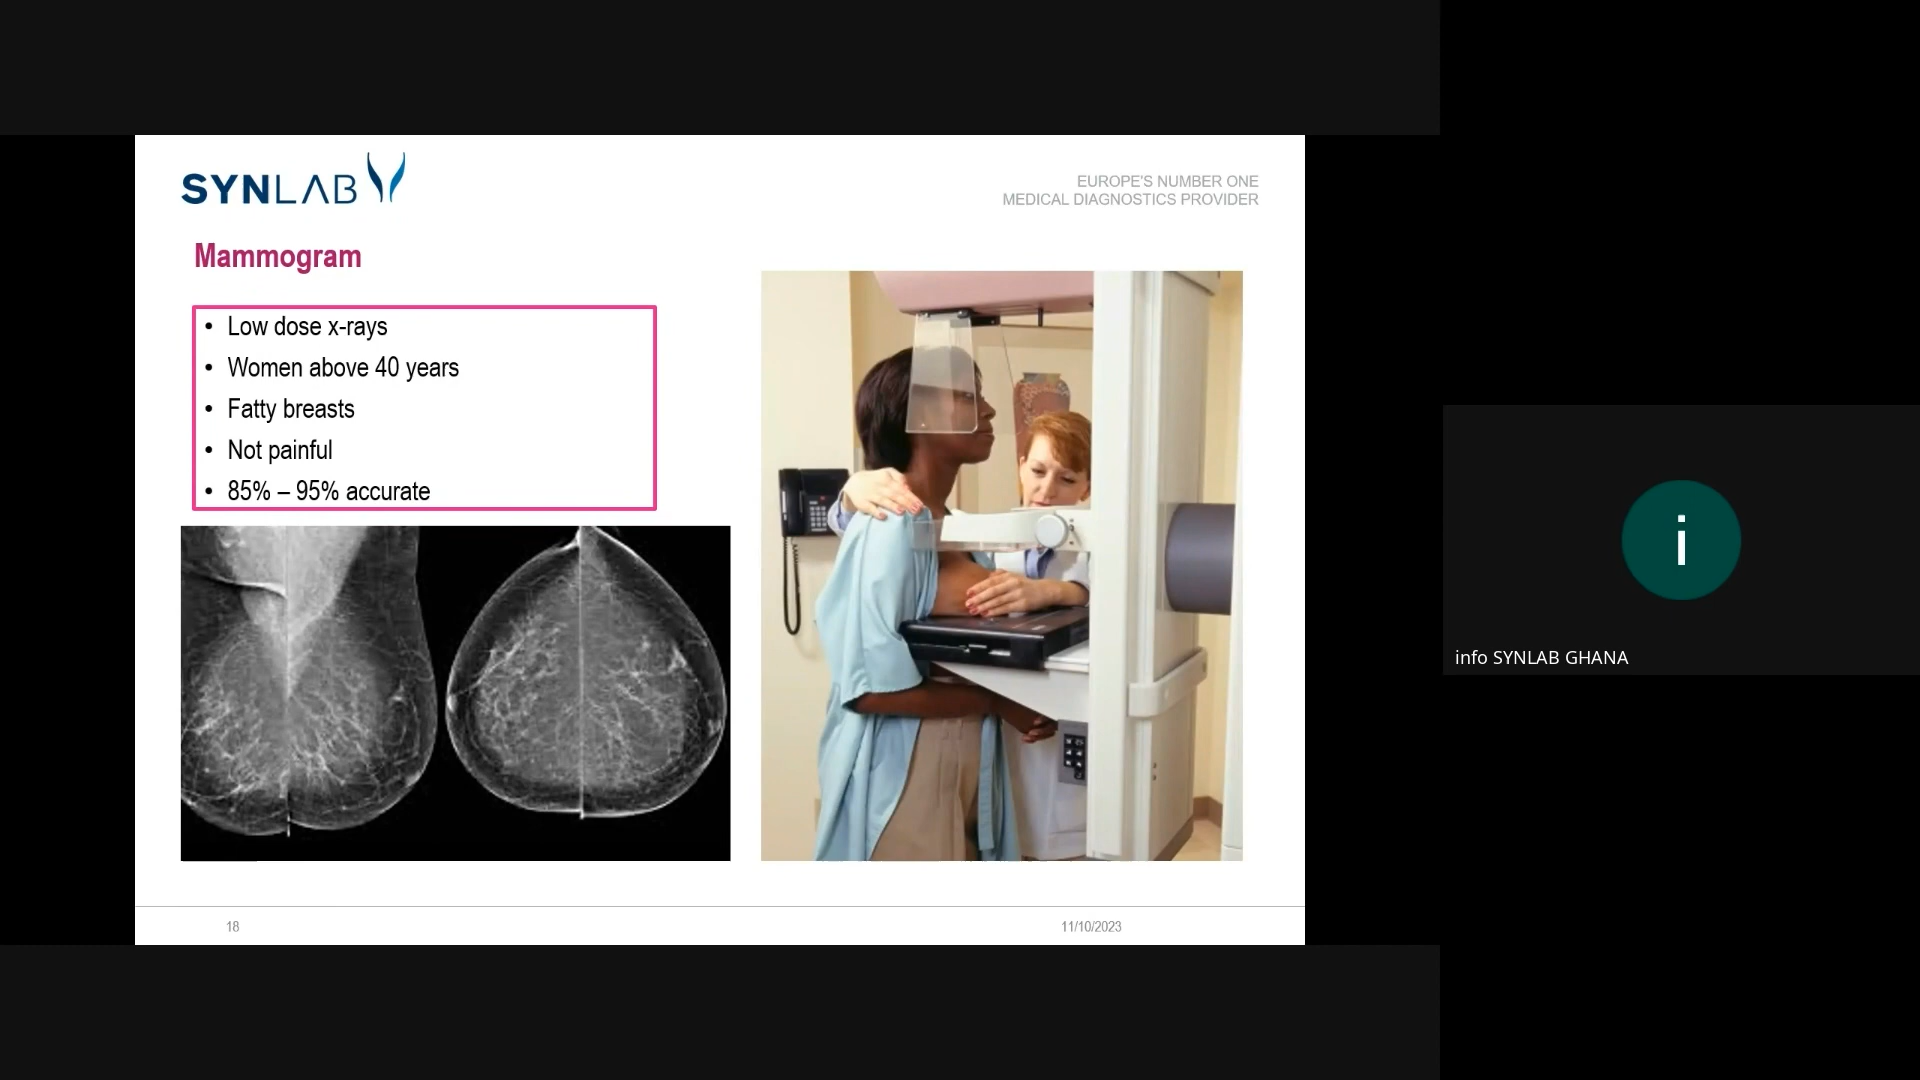 SYNLAB
EUROPE'S NUMBER ONE
MEDICAL DIAGNOSTICS PROVIDER
Mammogram
• Low dose x-rays
• Women above 40 years
• Fatty breasts
• Not painful
• 85% – 95% accurate
18
11/10/2023
i
info SYNLAB GHANA